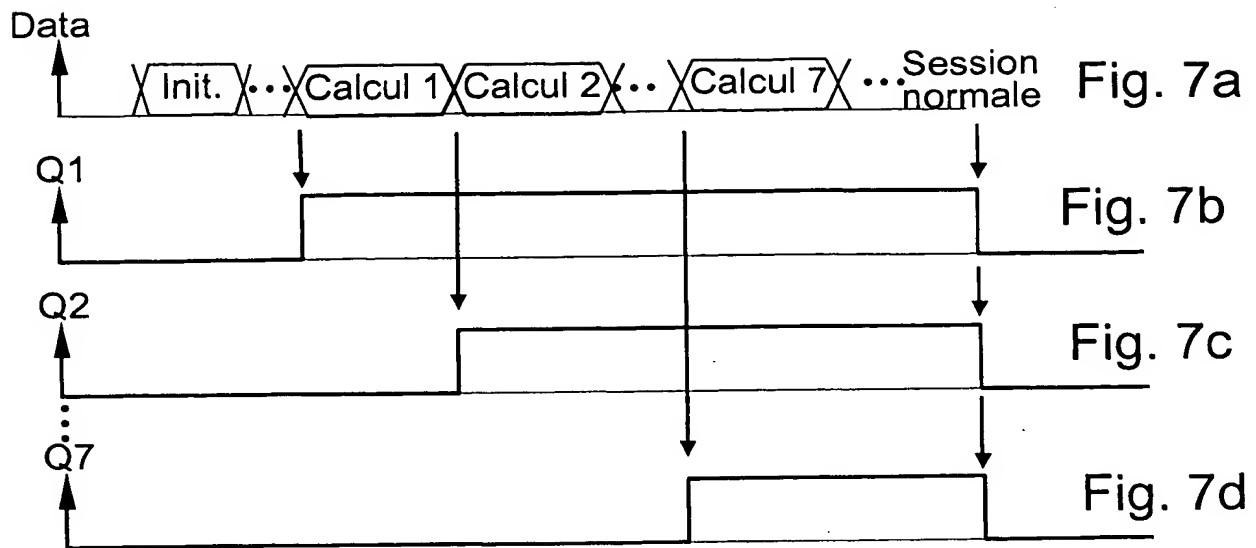 Data
Init. ... Calcul 1 Calcul 2 ... Calcul 7 ... Session normale
Fig. 7a
Q1
Fig. 7b
Q2
Fig. 7c
Q7
Fig. 7d